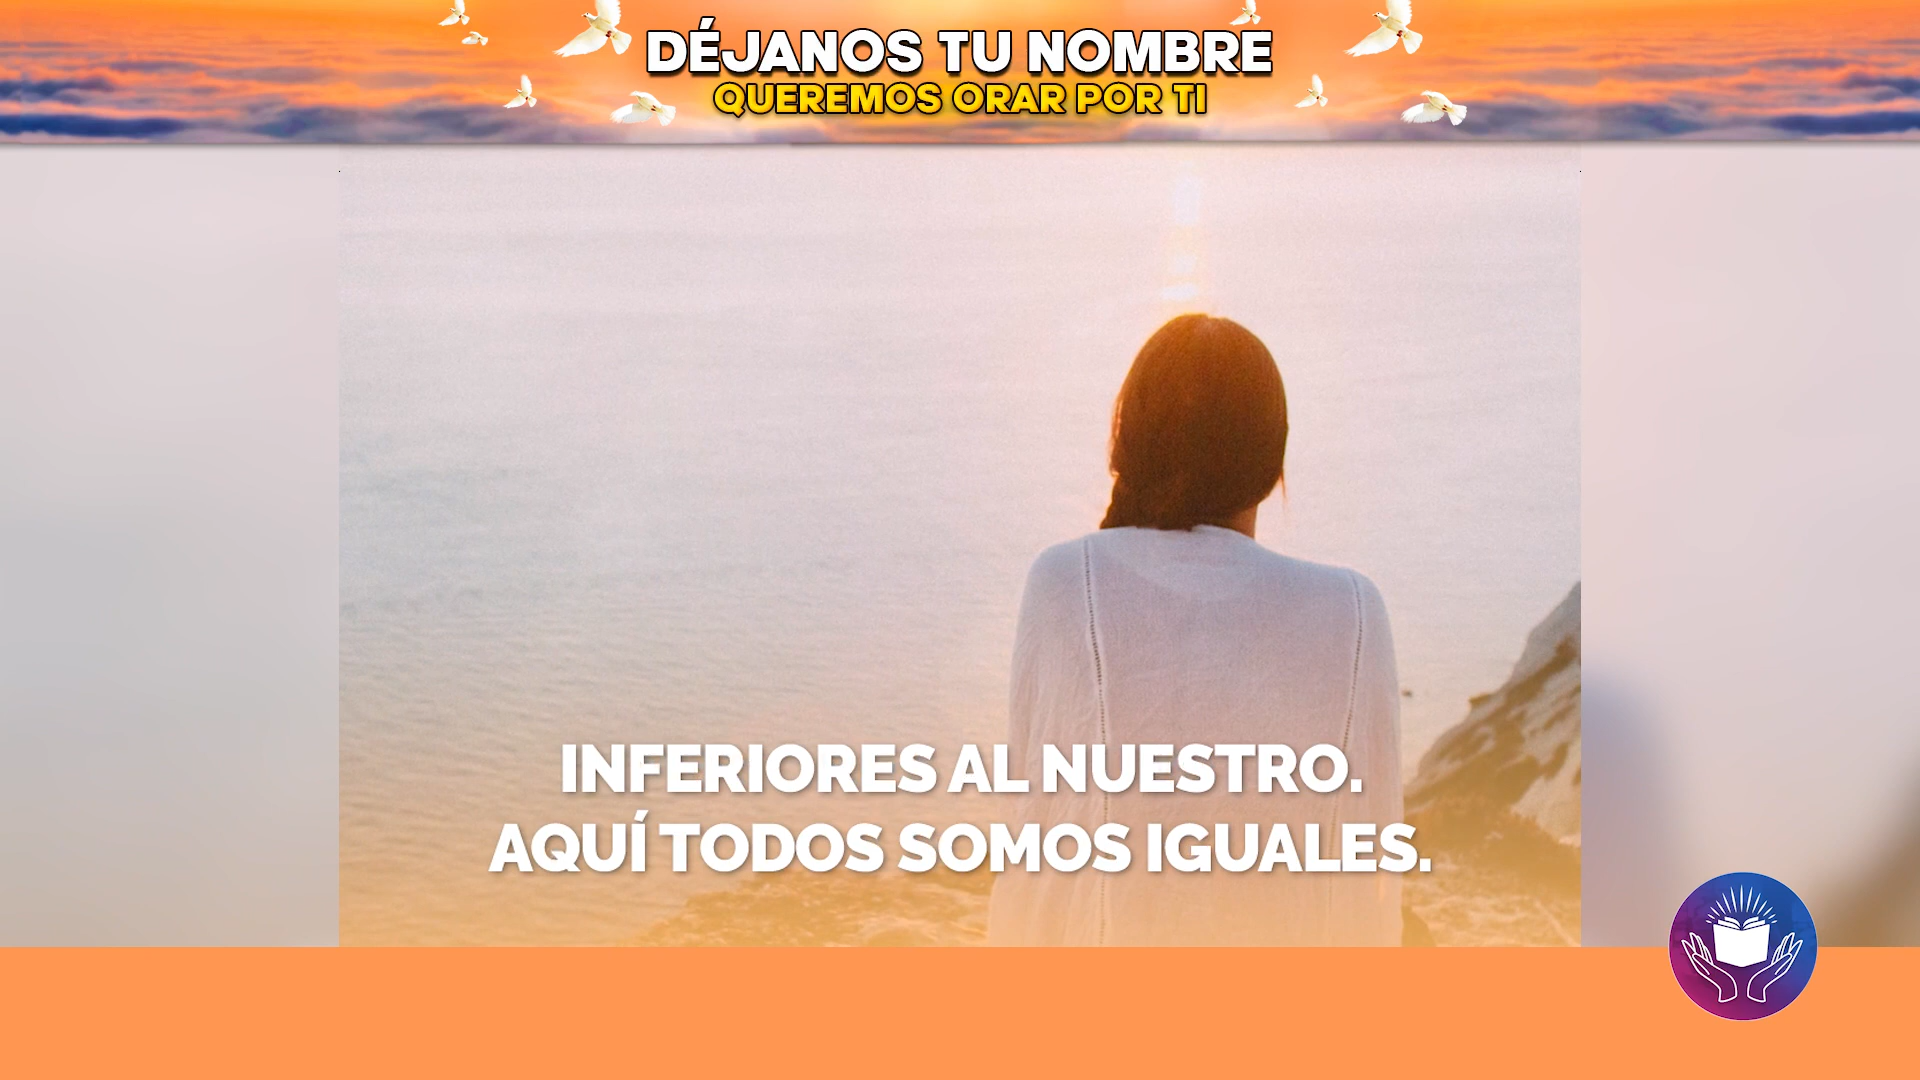 DÉJANOS TU NOMBRE
QUEREMOS ORAR POR TI
INFERIORES AL NUESTRO.
AQUÍ TODOS SOMOS IGUALES.